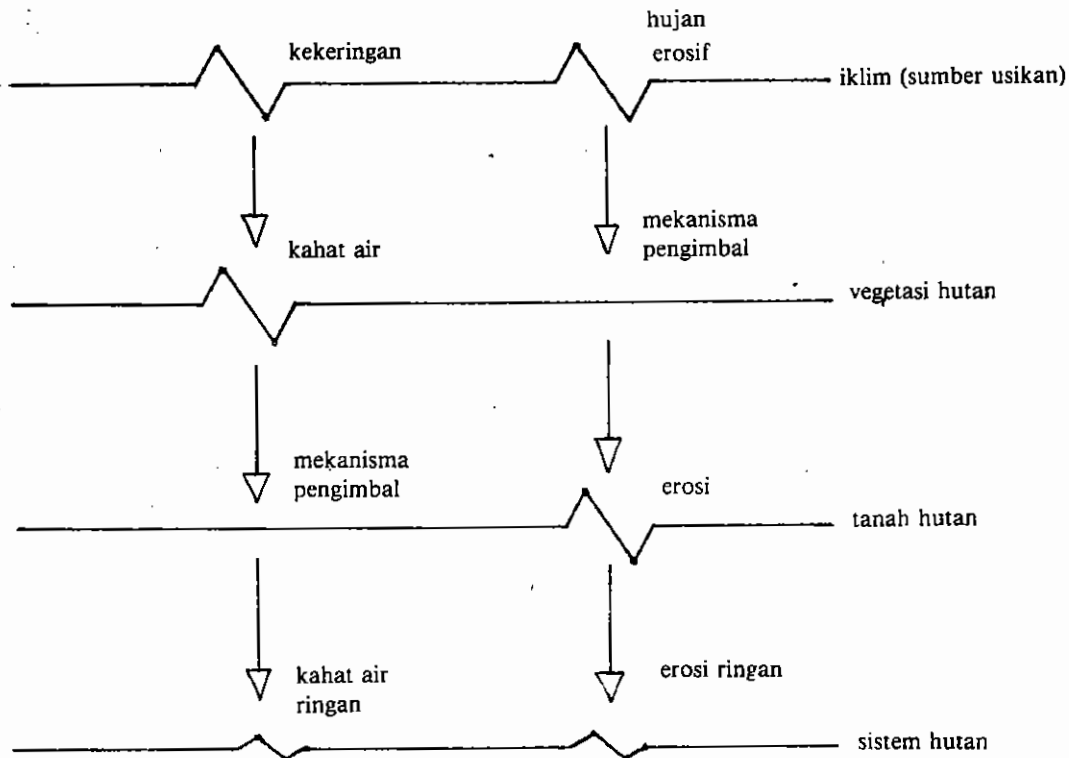 hujan
kekeringan
erosif
iklim (sumber usikan)
mekanisma
pengimbal
kahat air
vegetasi hutan
mekanisma
pengimbal
erosi
tanah hutan
kahat air
ringan
erosi ringan
sistem hutan